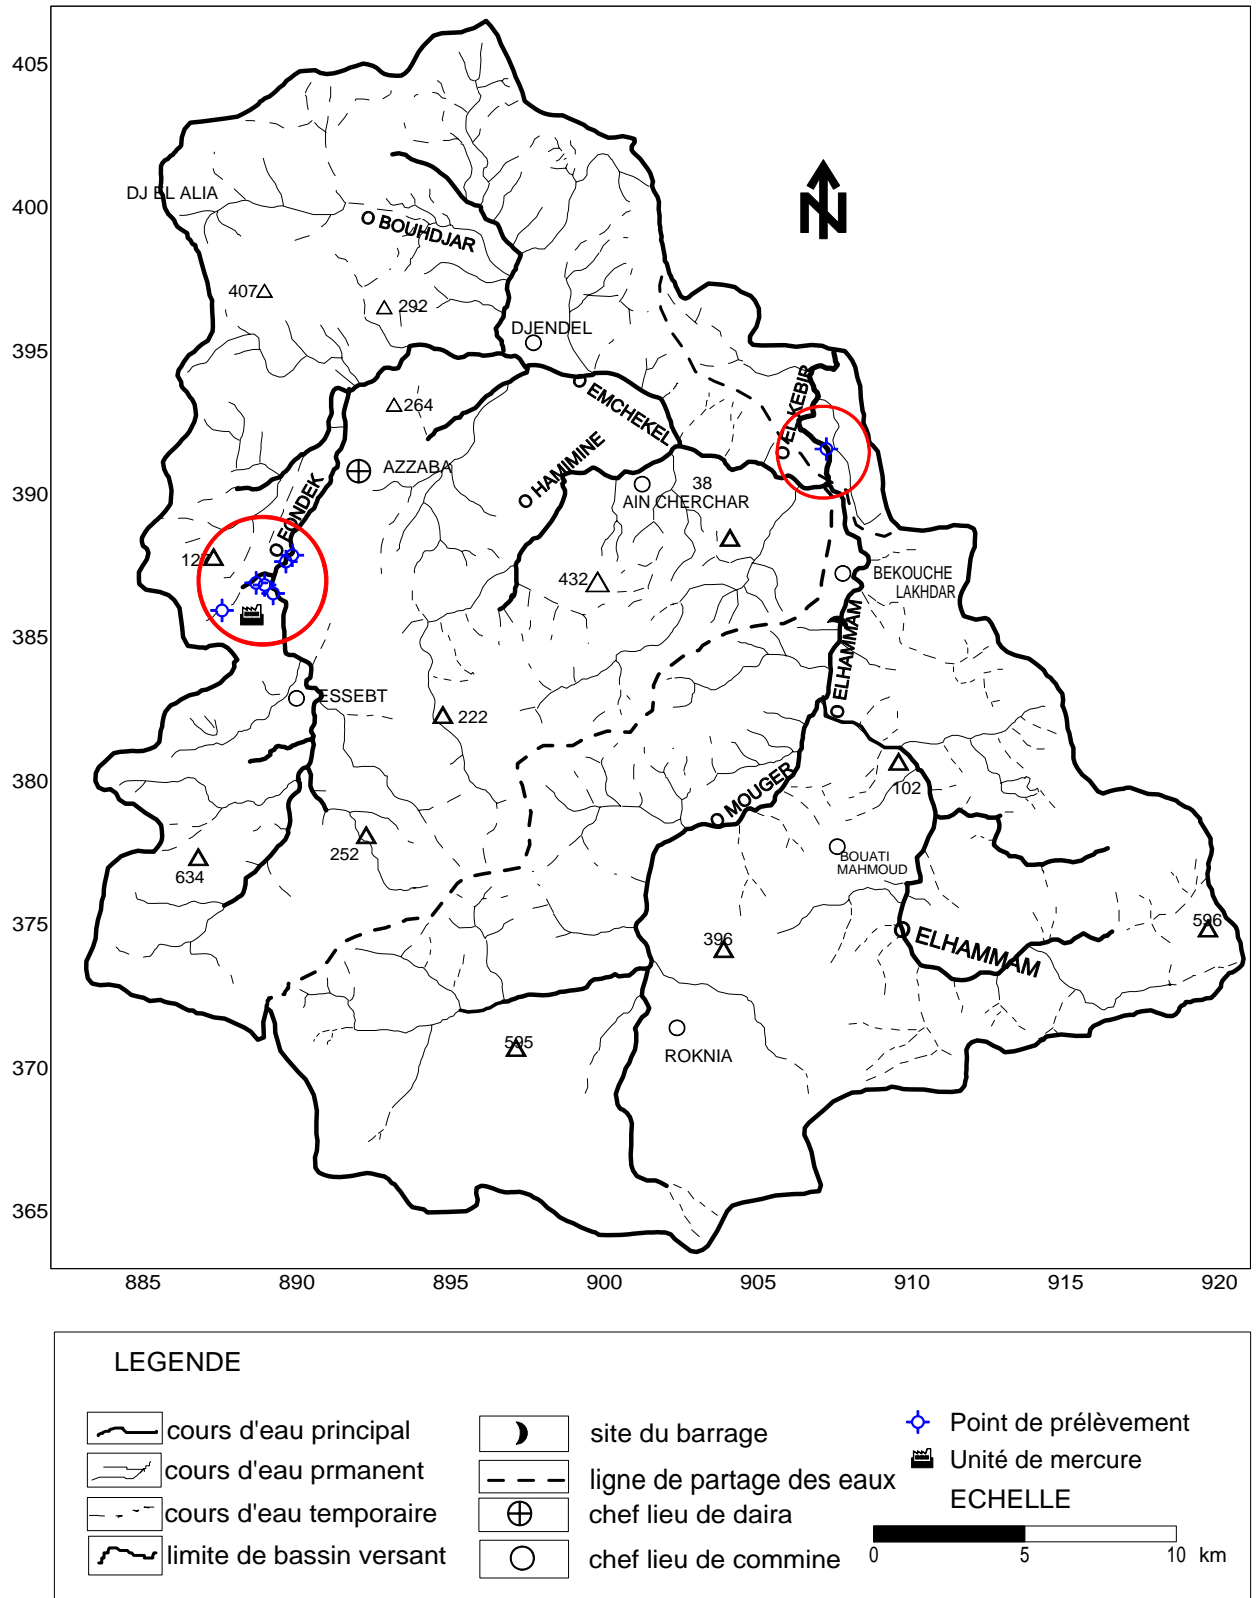 405
400
395
390
385
380
375
370
365
DJ EL ALIA
O BOUHDJAR
407
292
DJENDEL
264
EMCHEKEL
EL KEBIR
AZZABA
O HAMIMINE
38
AIN CHERCHAR
FONDEK
432
BEKOUCHE
LAKHDAR
ELHAMMAM
ESSEBT
222
O MOUGER
102
252
634
BOUATI
MAHMOUD
396
ELHAMMAM
596
595
ROKNIA
885 890 895 900 905 910 915 920
LEGENDE
cours d'eau principal
cours d'eau prmanent
cours d'eau temporaire
limite de bassin versant
site du barrage
ligne de partage des eaux
chef lieu de daira
chef lieu de commine
Point de prélèvement
Unité de mercure
ECHELLE
0 5 10 km
N